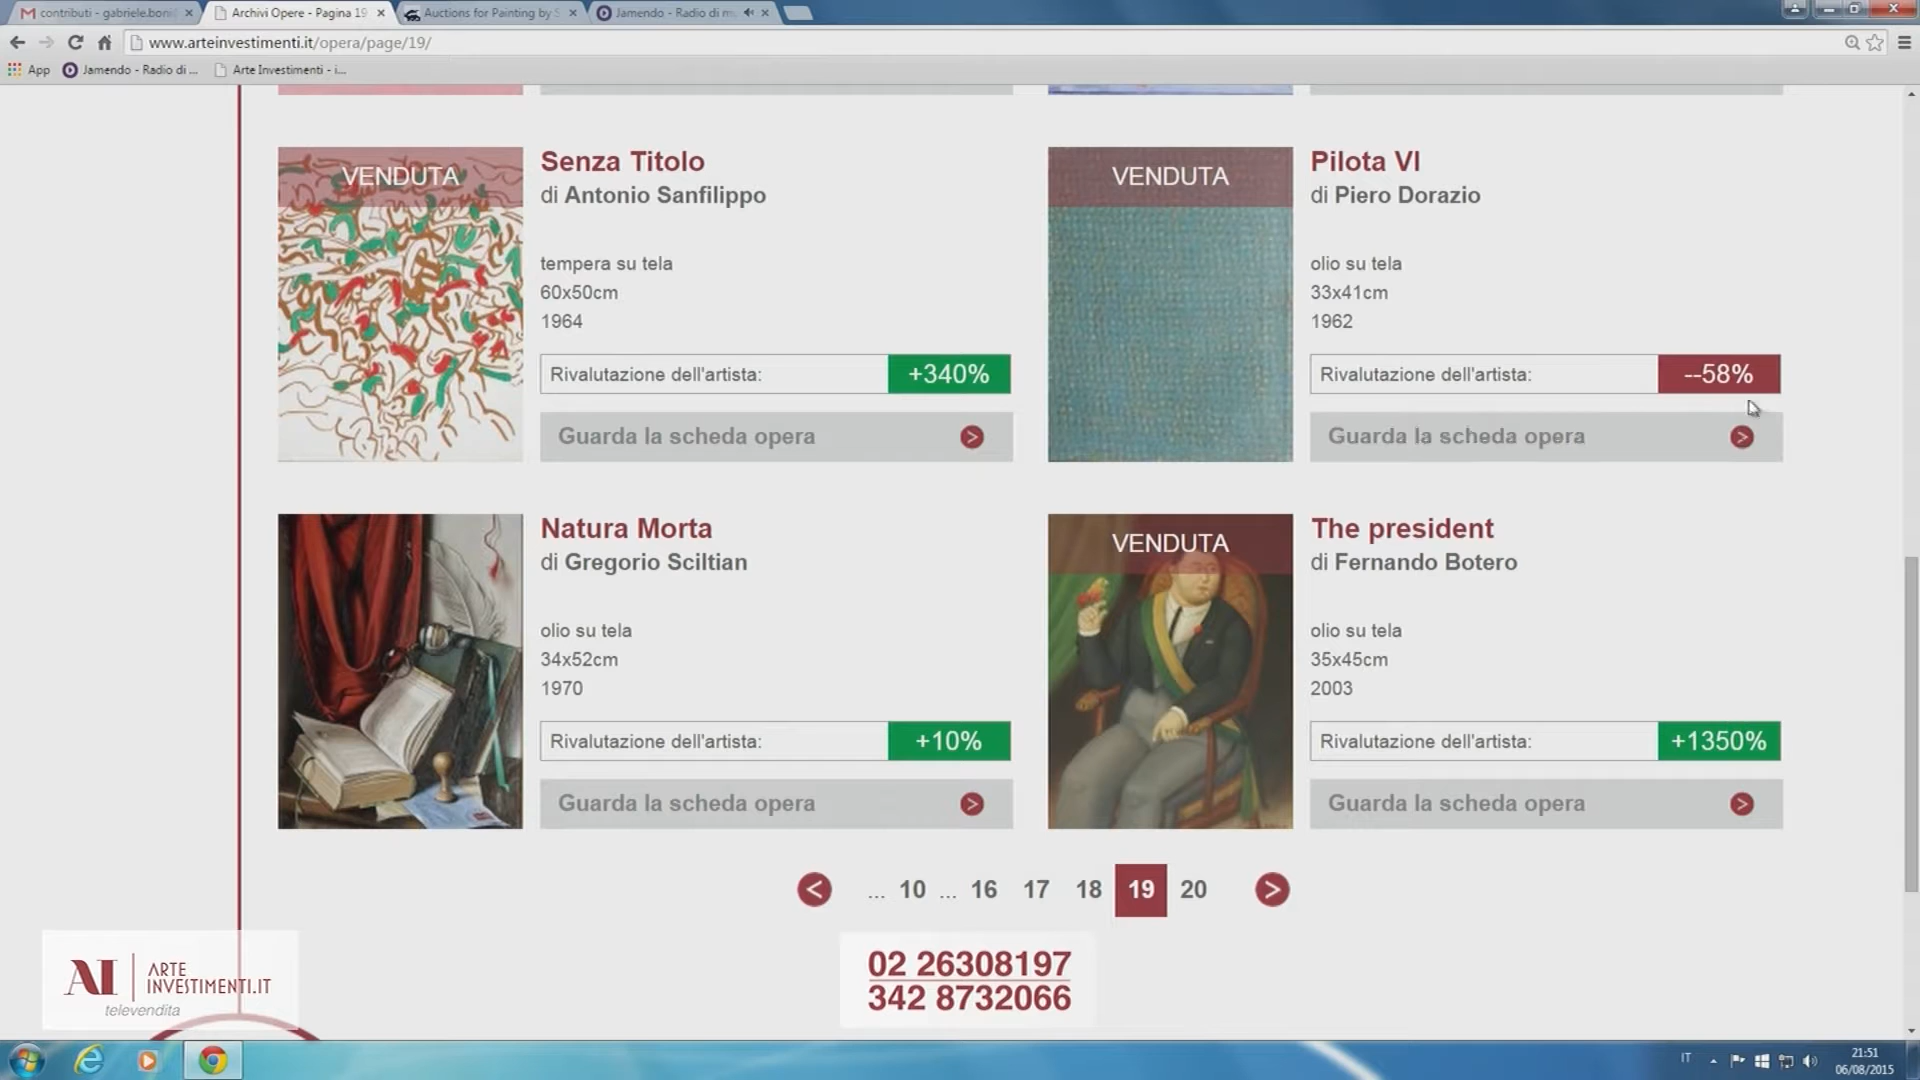 contributi - gabriele.boni
Archivi Opere - Pagina 19
Auctions for Painting by S
Jamendo - Radio di m
www.arteinvestimenti.it/opera/page/19/
App
Jamendo - Radio di ...
Arte Investimenti - i...
VENDUTA
Senza Titolo
di Antonio Sanfilippo
tempera su tela
60x50cm
1964
Rivalutazione dell'artista: +340%
Guarda la scheda opera >
VENDUTA
Pilota VI
di Piero Dorazio
olio su tela
33x41cm
1962
Rivalutazione dell'artista: --58%
Guarda la scheda opera >
Natura Morta
di Gregorio Sciltian
olio su tela
34x52cm
1970
Rivalutazione dell'artista: +10%
Guarda la scheda opera >
VENDUTA
The president
di Fernando Botero
olio su tela
35x45cm
2003
Rivalutazione dell'artista: +1350%
Guarda la scheda opera >
< ... 10 ... 16 17 18 19 20 >
AI ARTE
INVESTIMENTI.IT
televendita
02 26308197
342 8732066
IT
21:51
06/08/2015